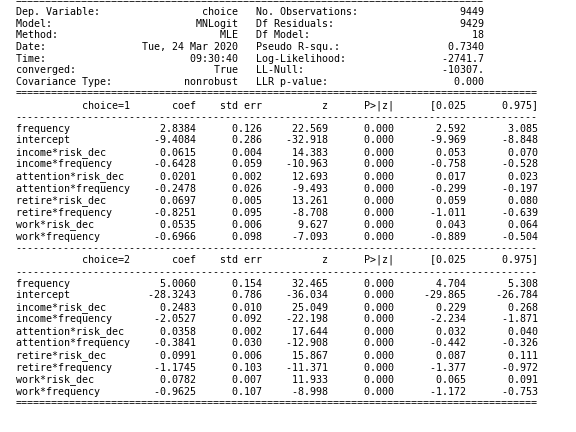 ==============================================================================
Dep. Variable: choice No. Observations: 9449
Model: MNLogit Df Residuals: 9429
Method: MLE Df Model: 18
Date: Tue, 24 Mar 2020 Pseudo R-squ.: 0.7340
Time: 09:30:40 Log-Likelihood: -2741.7
converged: True LL-Null: -10307.
Covariance Type: nonrobust LLR p-value: 0.000
=======================================================================================
choice=1 coef std err z P>|z| [0.025 0.975]
---------------------------------------------------------------------------------------
frequency 2.8384 0.126 22.569 0.000 2.592 3.085
intercept -9.4084 0.286 -32.918 0.000 -9.969 -8.848
income*risk_dec 0.0615 0.004 14.383 0.000 0.053 0.070
income*frequency -0.6428 0.059 -10.963 0.000 -0.758 -0.528
attention*risk_dec 0.0201 0.002 12.693 0.000 0.017 0.023
attention*frequency -0.2478 0.026 -9.493 0.000 -0.299 -0.197
retire*risk_dec 0.0697 0.005 13.261 0.000 0.059 0.080
retire*frequency -0.8251 0.095 -8.708 0.000 -1.011 -0.639
work*risk_dec 0.0535 0.006 9.627 0.000 0.043 0.064
work*frequency -0.6966 0.098 -7.093 0.000 -0.889 -0.504
---------------------------------------------------------------------------------------
choice=2 coef std err z P>|z| [0.025 0.975]
---------------------------------------------------------------------------------------
frequency 5.0060 0.154 32.465 0.000 4.704 5.308
intercept -28.3243 0.786 -36.034 0.000 -29.865 -26.784
income*risk_dec 0.2483 0.010 25.049 0.000 0.229 0.268
income*frequency -2.0527 0.092 -22.198 0.000 -2.234 -1.871
attention*risk_dec 0.0358 0.002 17.644 0.000 0.032 0.040
attention*frequency -0.3841 0.030 -12.908 0.000 -0.442 -0.326
retire*risk_dec 0.0991 0.006 15.867 0.000 0.087 0.111
retire*frequency -1.1745 0.103 -11.371 0.000 -1.377 -0.972
work*risk_dec 0.0782 0.007 11.933 0.000 0.065 0.091
work*frequency -0.9625 0.107 -8.998 0.000 -1.172 -0.753
=======================================================================================